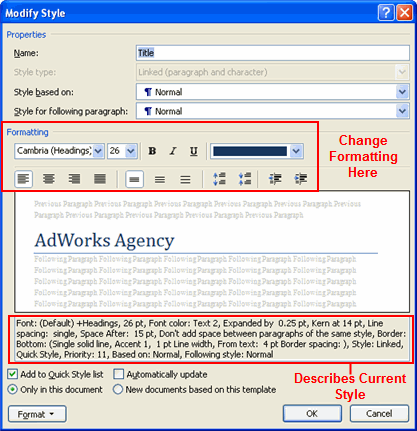 Modify Style
Properties
Name: Title
Style type: Linked (paragraph and character)
Style based on: ¶ Normal
Style for following paragraph: ¶ Normal
Formatting
Cambria (Headings) 26 B I U
Change
Formatting
Here
Previous Paragraph Previous Paragraph Previous Paragraph Previous Paragraph Previous
Paragraph Previous Paragraph Previous Paragraph
AdWorks Agency
Following Paragraph Following Paragraph Following Paragraph Following Paragraph
Following Paragraph Following Paragraph Following Paragraph Following Paragraph
Following Paragraph Following Paragraph Following Paragraph Following Paragraph
Following Paragraph Following Paragraph Following Paragraph Following Paragraph
Following Paragraph Following Paragraph Following Paragraph Following Paragraph
Font: (Default) +Headings, 26 pt, Font color: Text 2, Expanded by 0.25 pt, Kern at 14 pt, Line
spacing: single, Space After: 15 pt, Don't add space between paragraphs of the same style, Border:
Bottom: (Single solid line, Accent 1, 1 pt Line width, From text: 4 pt Border spacing: ), Style: Linked,
Quick Style, Priority: 11, Based on: Normal, Following style: Normal
Add to Quick Style list Automatically update
Only in this document New documents based on this template
Describes Current
Style
Format OK Cancel